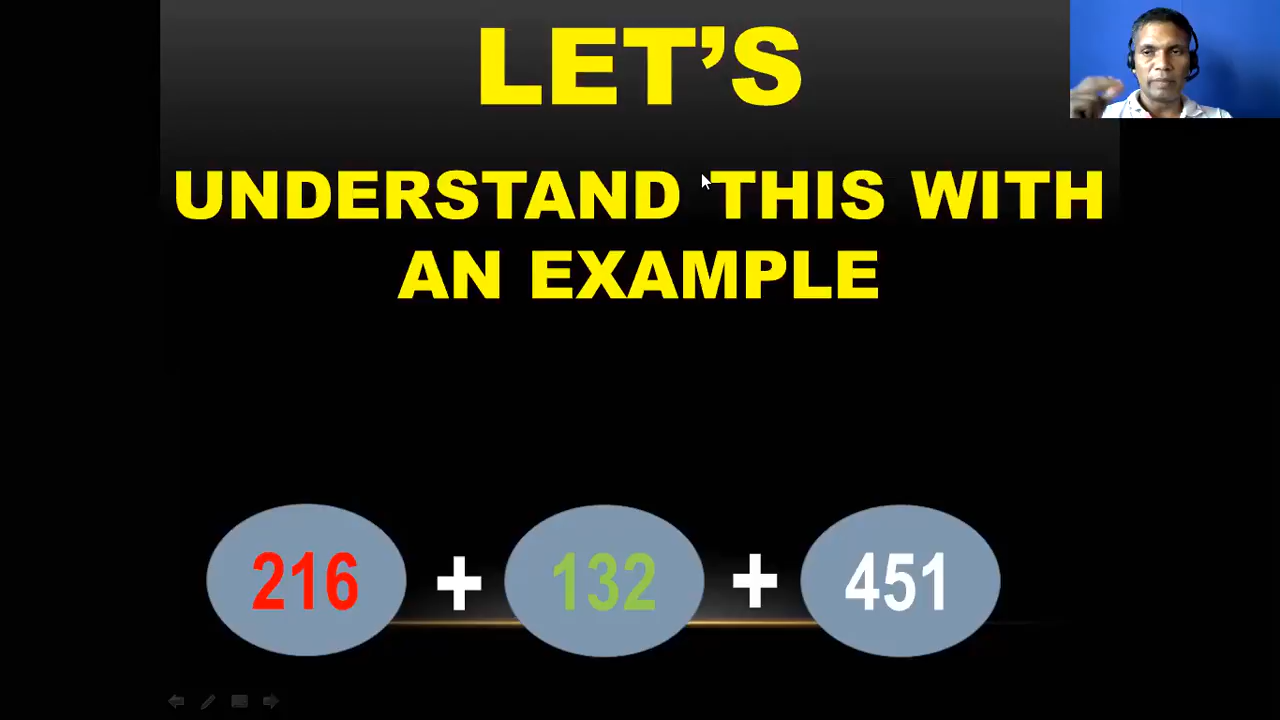 LET’S
UNDERSTAND THIS WITH
AN EXAMPLE
216 + 132 + 451